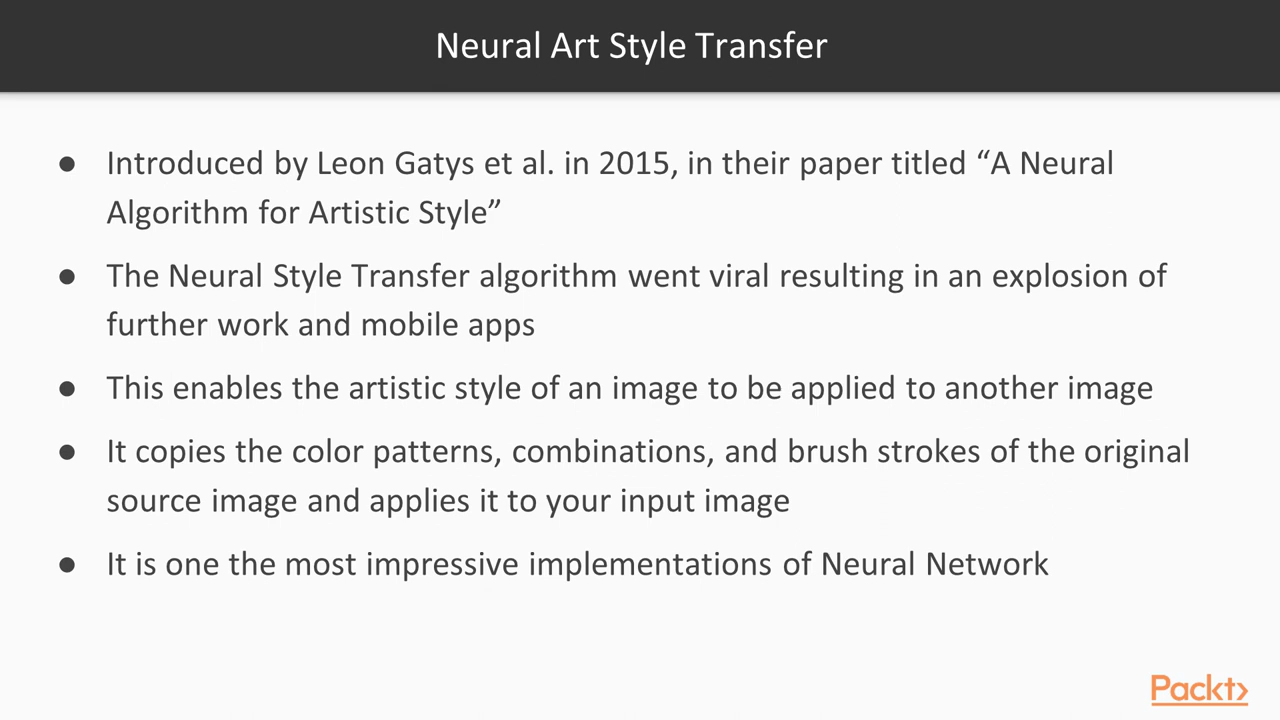 Neural Art Style Transfer
● Introduced by Leon Gatys et al. in 2015, in their paper titled “A Neural
Algorithm for Artistic Style”
● The Neural Style Transfer algorithm went viral resulting in an explosion of
further work and mobile apps
● This enables the artistic style of an image to be applied to another image
● It copies the color patterns, combinations, and brush strokes of the original
source image and applies it to your input image
● It is one the most impressive implementations of Neural Network
Packt>